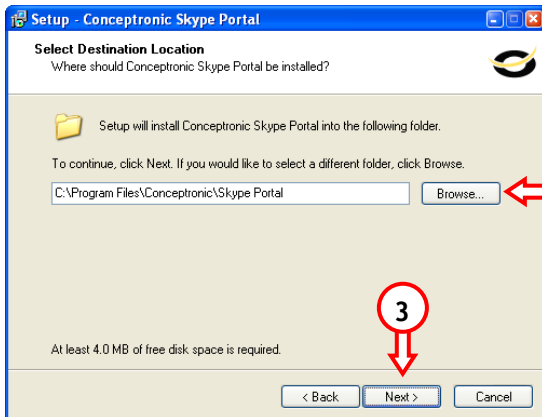 Setup - Conceptronic Skype Portal
Select Destination Location
Where should Conceptronic Skype Portal be installed?
Setup will install Conceptronic Skype Portal into the following folder.
To continue, click Next. If you would like to select a different folder, click Browse.
C:\Program Files\Conceptronic\Skype Portal
Browse...
3
At least 4.0 MB of free disk space is required.
< Back
Next >
Cancel